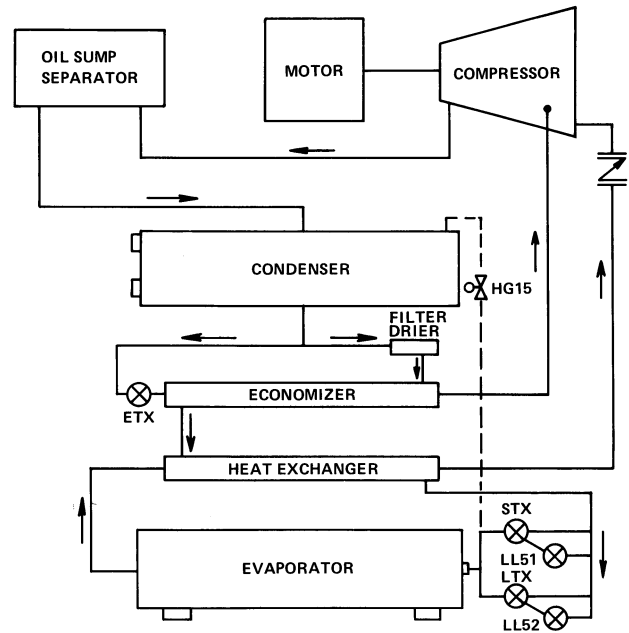 OIL SUMP
SEPARATOR
MOTOR
COMPRESSOR
CONDENSER
HG15
FILTER
DRIER
ECONOMIZER
ETX
HEAT EXCHANGER
STX
LL51
EVAPORATOR
LTX
LL52